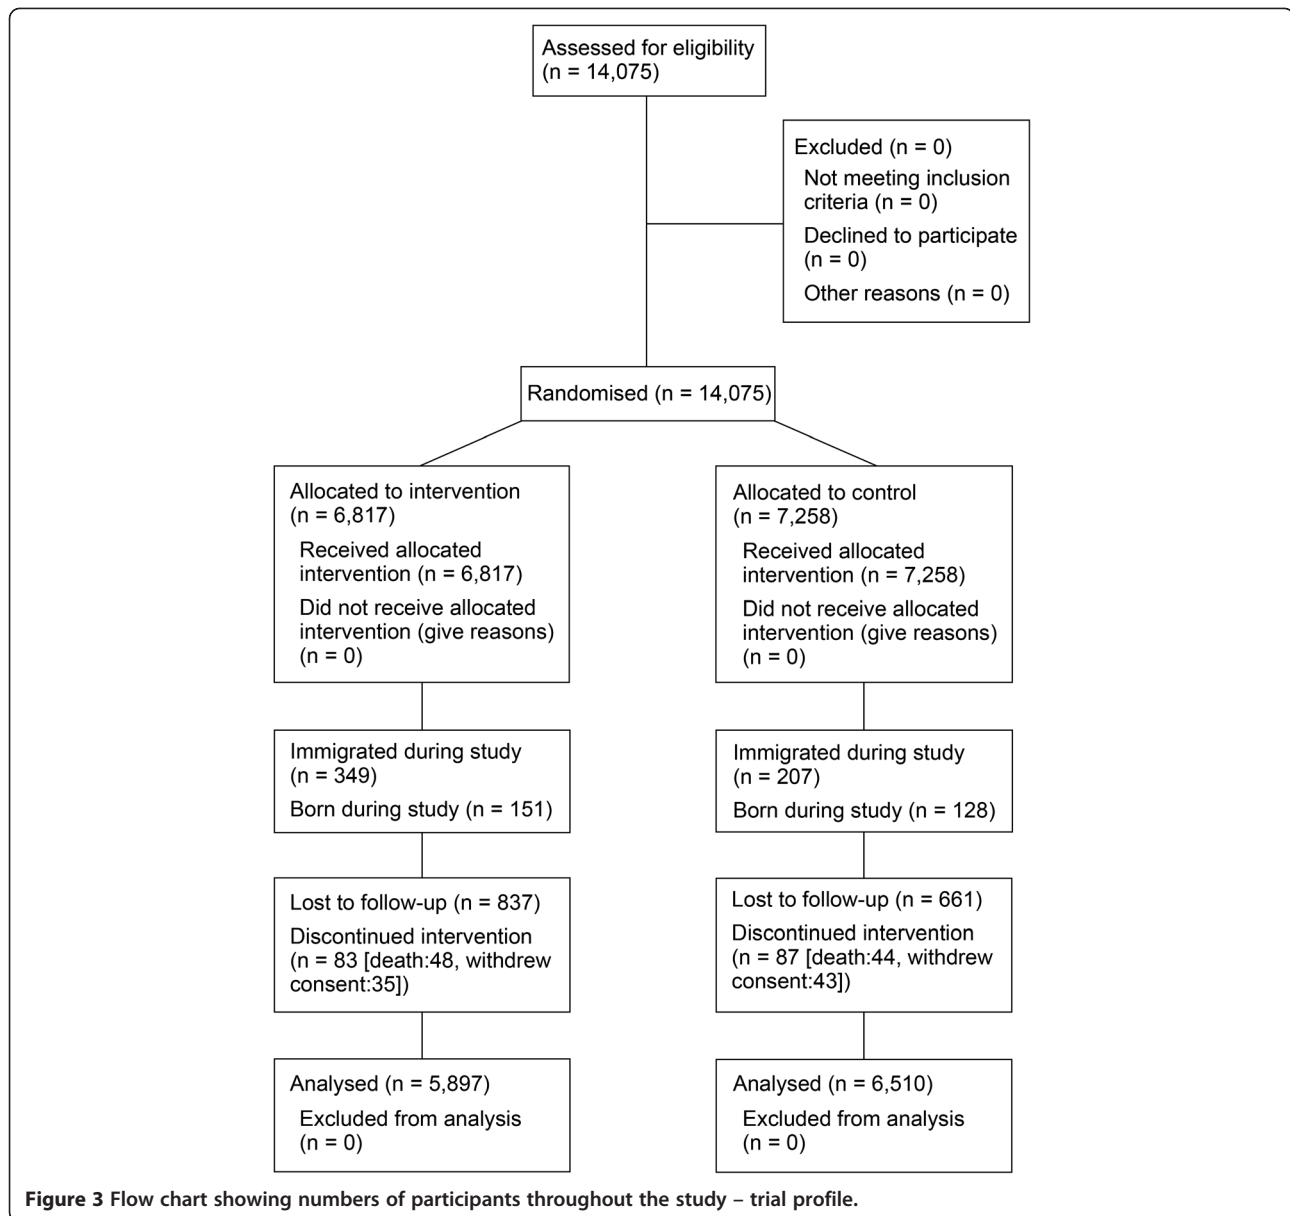 Assessed for eligibility
(n = 14,075)
Excluded (n = 0)
Not meeting inclusion
criteria (n = 0)
Declined to participate
(n = 0)
Other reasons (n = 0)
Randomised (n = 14,075)
Allocated to intervention
(n = 6,817)
Received allocated
intervention (n = 6,817)
Did not receive allocated
intervention (give reasons)
(n = 0)
Allocated to control
(n = 7,258)
Received allocated
intervention (n = 7,258)
Did not receive allocated
intervention (give reasons)
(n = 0)
Immigrated during study
(n = 349)
Born during study (n = 151)
Immigrated during study
(n = 207)
Born during study (n = 128)
Lost to follow-up (n = 837)
Discontinued intervention
(n = 83 [death:48, withdrew
consent:35])
Lost to follow-up (n = 661)
Discontinued intervention
(n = 87 [death:44, withdrew
consent:43])
Analysed (n = 5,897)
Excluded from analysis
(n = 0)
Analysed (n = 6,510)
Excluded from analysis
(n = 0)
Figure 3 Flow chart showing numbers of participants throughout the study – trial profile.